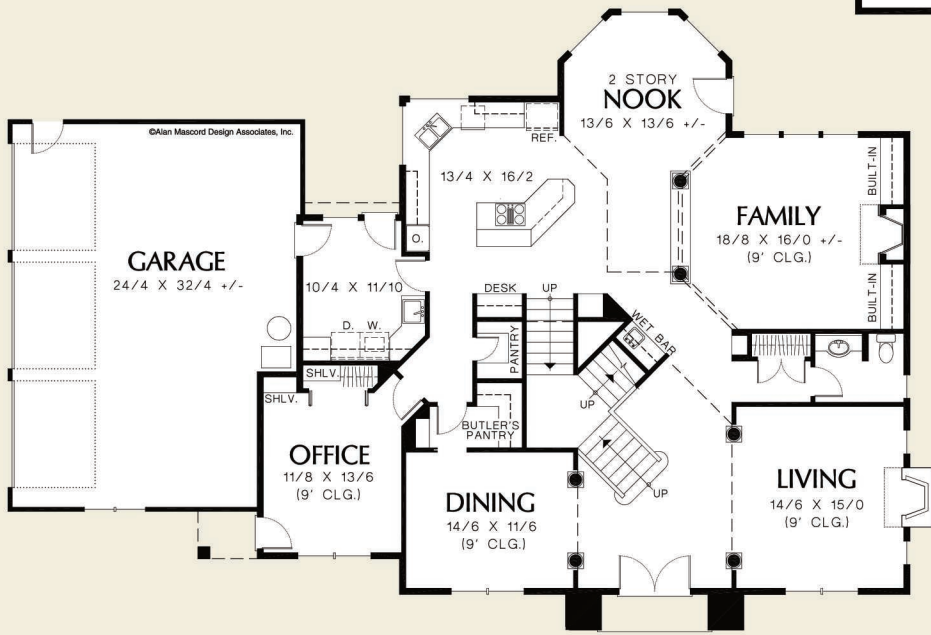 2 STORY
NOOK
13/6 X 13/6 +/-
©Alan Mascord Design Associates, Inc.
REF.
13/4 X 16/2
BUILT-IN
FAMILY
18/8 X 16/0 +/-
(9' CLG.)
O.
GARAGE
24/4 X 32/4 +/-
10/4 X 11/10
DESK
UP
BUILT-IN
D. W.
PANTRY
WET BAR
SHLV.
SHLV.
UP
BUTLER'S
PANTRY
OFFICE
11/8 X 13/6
(9' CLG.)
DINING
14/6 X 11/6
(9' CLG.)
UP
LIVING
14/6 X 15/0
(9' CLG.)